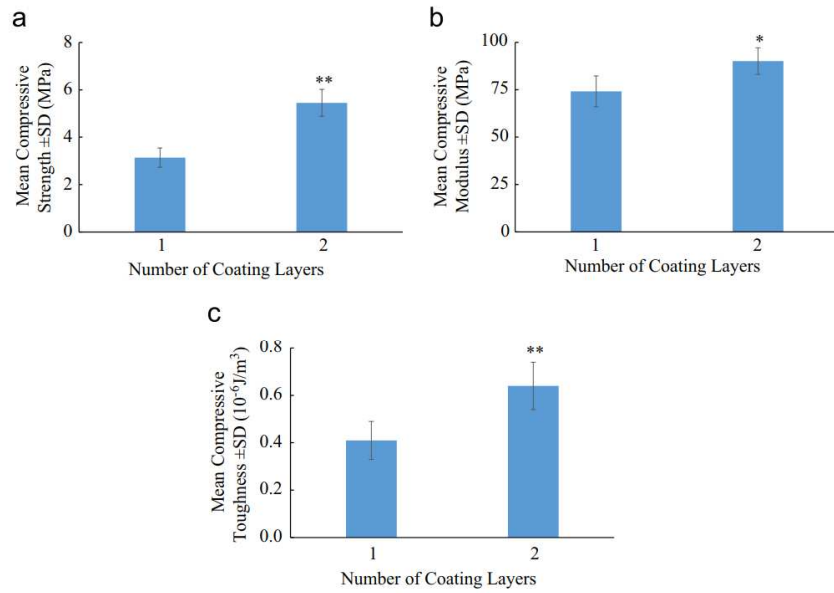 a
Mean Compressive
Strength ±SD (MPa)
8
6
4
2
0
**
1
2
Number of Coating Layers
b
Mean Compressive
Modulus ±SD (MPa)
100
75
50
25
0
*
1
2
Number of Coating Layers
c
Mean Compressive
Toughness ±SD (10⁻⁶J/m³)
0.8
0.6
0.4
0.2
0.0
**
1
2
Number of Coating Layers